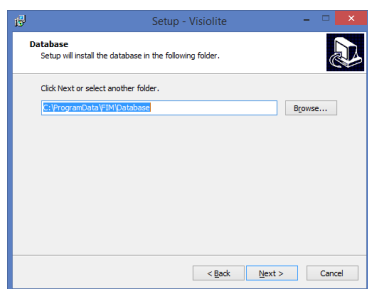 Setup - Visiolite
Database
Setup will install the database in the following folder.
Click Next or select another folder.
C:\ProgramData\FIM\Database
Browse...
< Back
Next >
Cancel